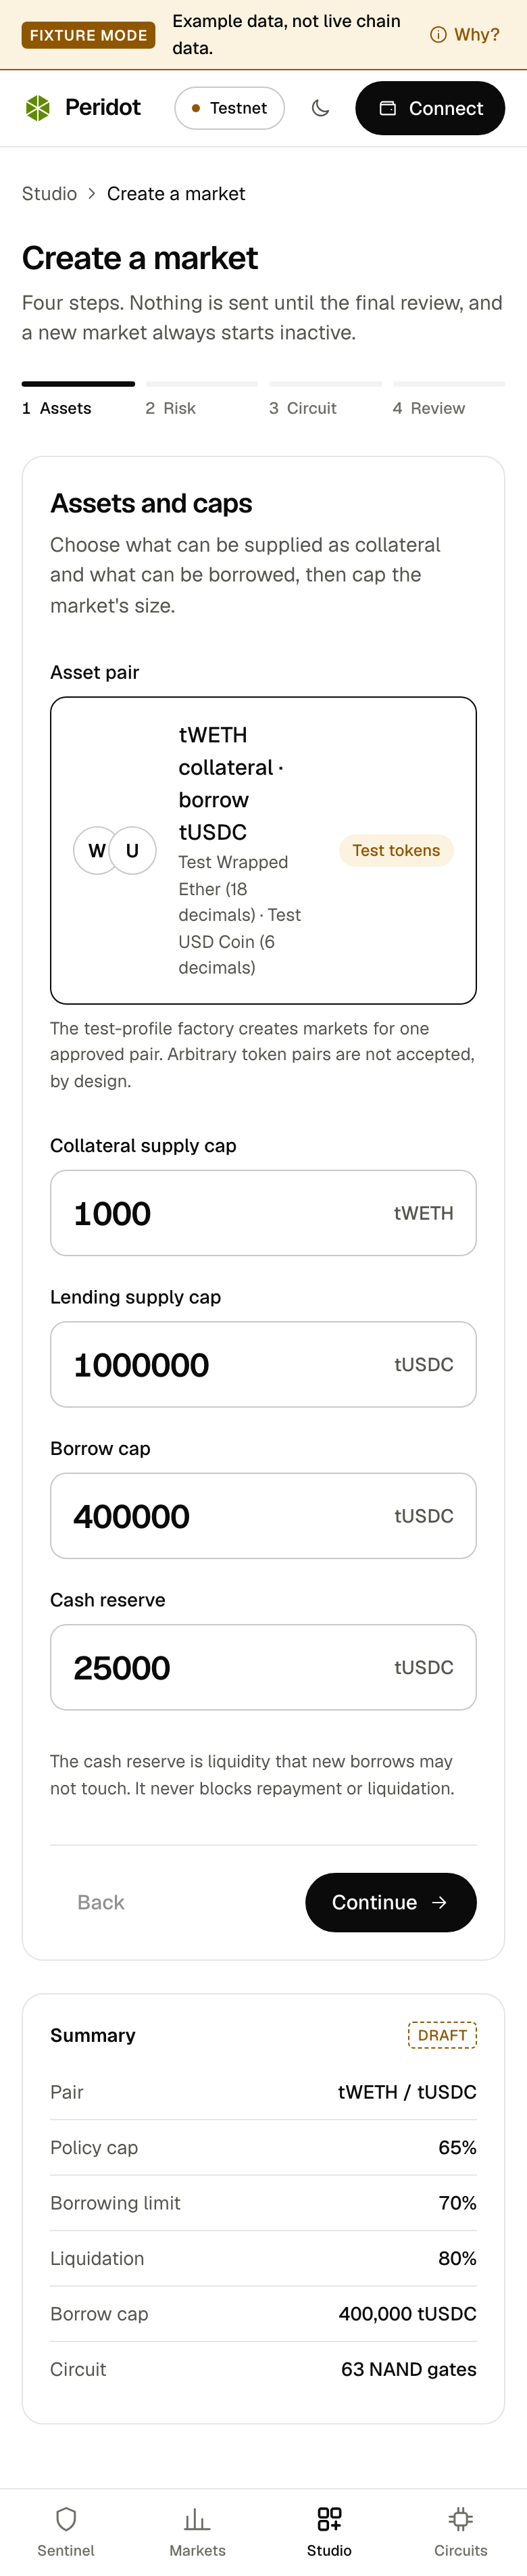 FIXTURE MODE
Example data, not live chain
data.
Why?
Peridot
Testnet
Connect
Studio > Create a market
Create a market
Four steps. Nothing is sent until the final review, and
a new market always starts inactive.
1 Assets
2 Risk
3 Circuit
4 Review
Assets and caps
Choose what can be supplied as collateral
and what can be borrowed, then cap the
market's size.
Asset pair
W U
tWETH
collateral ·
borrow
tUSDC
Test Wrapped
Ether (18
decimals) · Test
USD Coin (6
decimals)
Test tokens
The test-profile factory creates markets for one
approved pair. Arbitrary token pairs are not accepted,
by design.
Collateral supply cap
1000 tWETH
Lending supply cap
1000000 tUSDC
Borrow cap
400000 tUSDC
Cash reserve
25000 tUSDC
The cash reserve is liquidity that new borrows may
not touch. It never blocks repayment or liquidation.
Back
Continue →
Summary
DRAFT
Pair tWETH / tUSDC
Policy cap 65%
Borrowing limit 70%
Liquidation 80%
Borrow cap 400,000 tUSDC
Circuit 63 NAND gates
Sentinel
Markets
Studio
Circuits